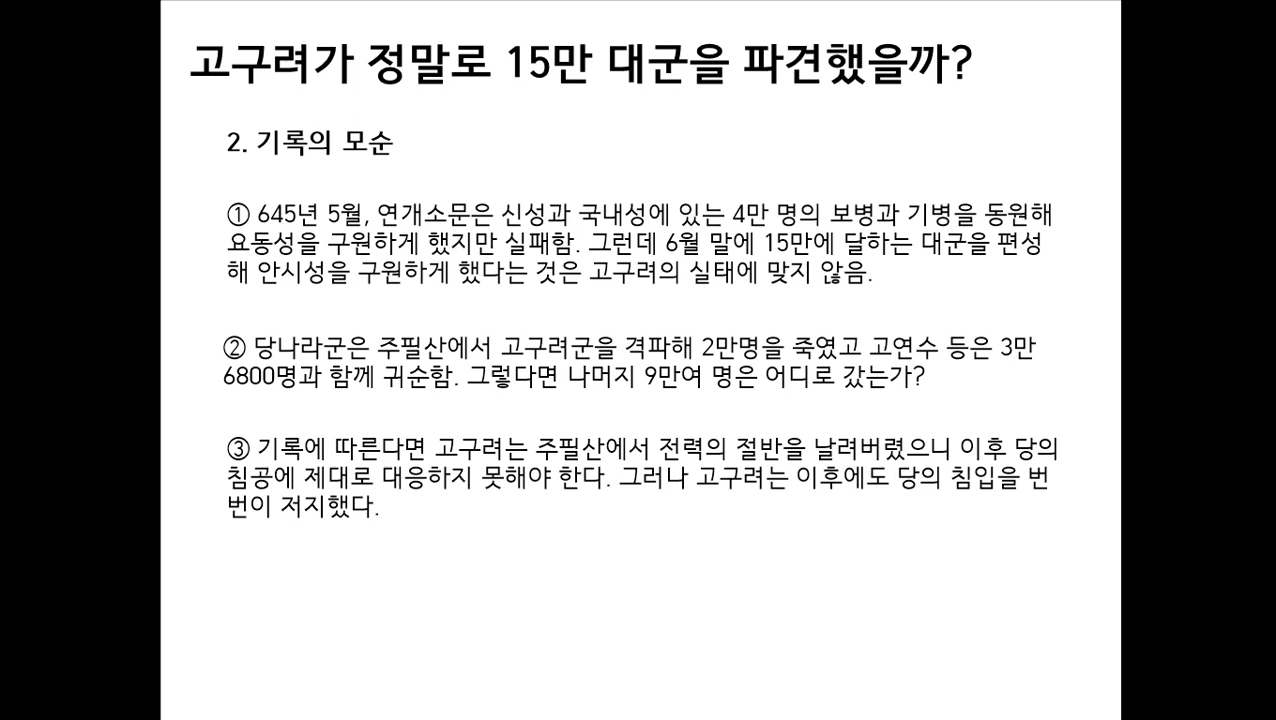 고구려가 정말로 15만 대군을 파견했을까?
2. 기록의 모순
① 645년 5월, 연개소문은 신성과 국내성에 있는 4만 명의 보병과 기병을 동원해
요동성을 구원하게 했지만 실패함. 그런데 6월 말에 15만에 달하는 대군을 편성
해 안시성을 구원하게 했다는 것은 고구려의 실태에 맞지 않음.
② 당나라군은 주필산에서 고구려군을 격파해 2만명을 죽였고 고연수 등은 3만
6800명과 함께 귀순함. 그렇다면 나머지 9만여 명은 어디로 갔는가?
③ 기록에 따른다면 고구려는 주필산에서 전력의 절반을 날려버렸으니 이후 당의
침공에 제대로 대응하지 못해야 한다. 그러나 고구려는 이후에도 당의 침입을 번
번이 저지했다.